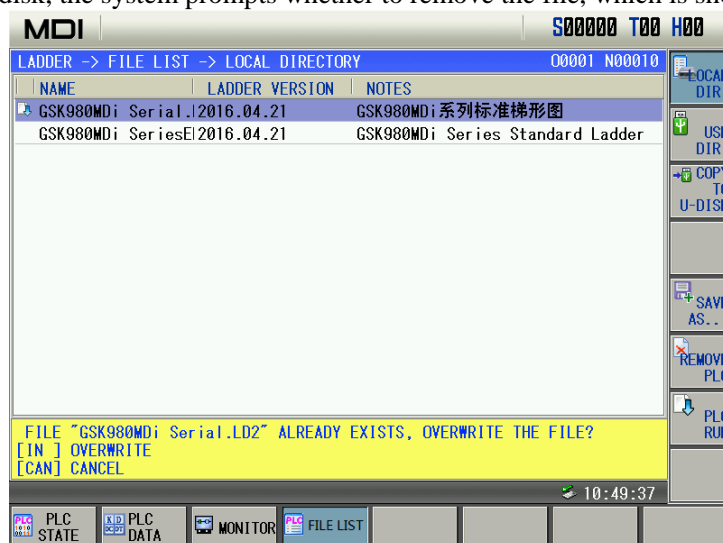 disk, the system prompts whether to remove the file, which is
MDI S00000 T00 H00
LADDER -> FILE LIST -> LOCAL DIRECTORY O0001 N00010
NAME LADDER VERSION NOTES
GSK980MDi Serial. 2016.04.21 GSK980MDi系列标准梯形图
GSK980MDi SeriesE 2016.04.21 GSK980MDi Series Standard Ladder
FILE "GSK980MDi Serial.LD2" ALREADY EXISTS, OVERWRITE THE FILE?
[IN ] OVERWRITE
[CAN] CANCEL
10:49:37
LOCAL
DIR
US
DIR
COPY
TO
U-DIS
SAVE
AS..
REMOVE
PLC
PLC
RUN
PLC
STATE
PLC
DATA
MONITOR
FILE LIST